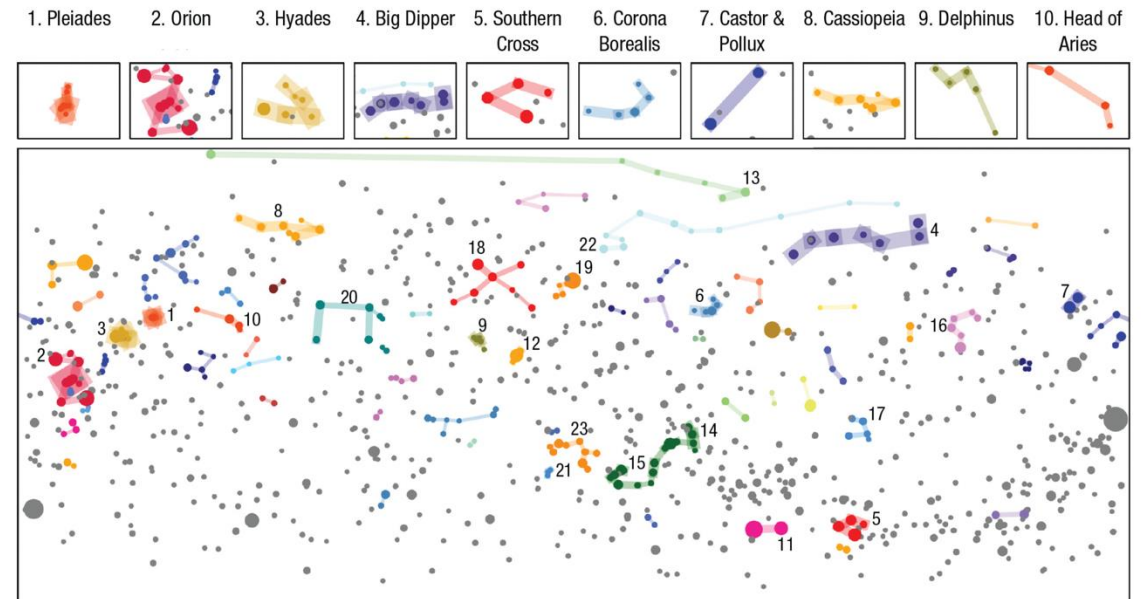 1. Pleiades
2. Orion
3. Hyades
4. Big Dipper
5. Southern
Cross
6. Corona
Borealis
7. Castor &
Pollux
8. Cassiopeia
9. Delphinus
10. Head of
Aries
13
8
4
22
18
19
20
6
7
1
10
3
9
12
16
2
17
14
23
15
21
5
11